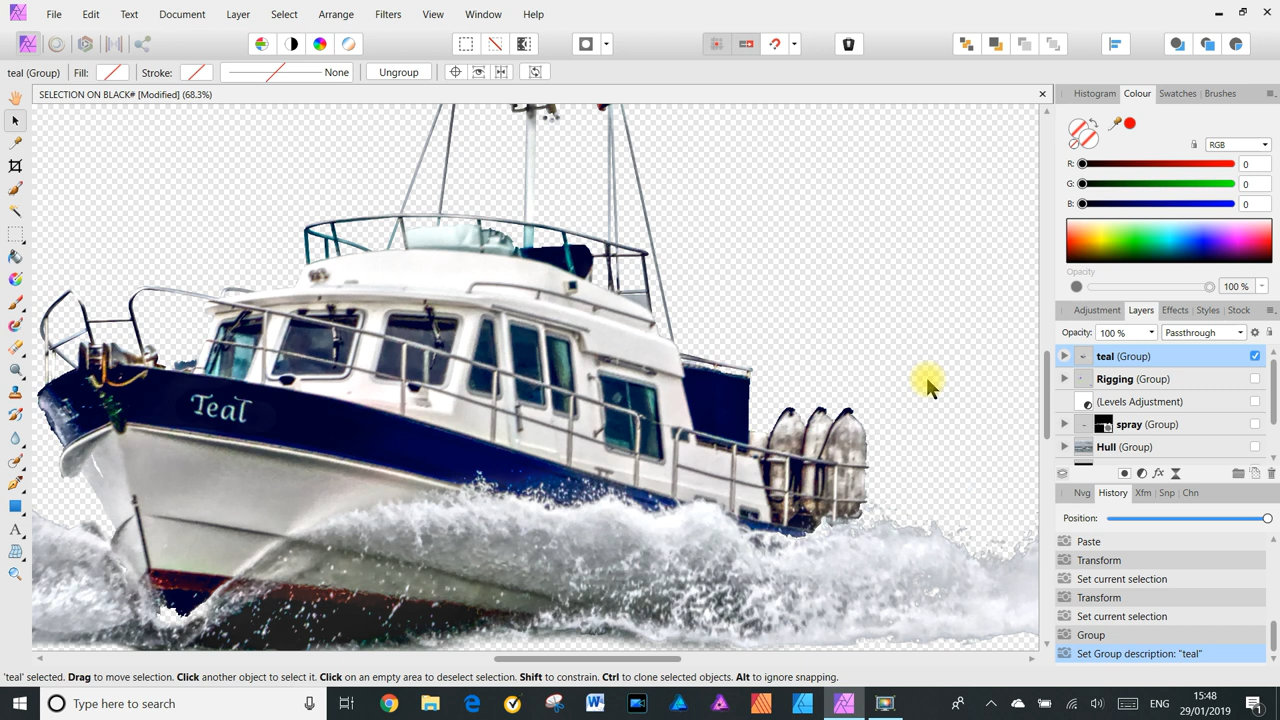 File Edit Text Document Layer Select Arrange Filters View Window Help
teal (Group) Fill: Stroke: None Ungroup
SELECTION ON BLACK# [Modified] (68.3%)
Histogram Colour Swatches Brushes
RGB
R: 0
G: 0
B: 0
Opacity
100 %
Adjustment Layers Effects Styles Stock
Opacity: 100 % Passthrough
teal (Group)
Rigging (Group)
(Levels Adjustment)
spray (Group)
Hull (Group)
Nvg History Xfm Snp Chn
Position:
Paste
Transform
Set current selection
Transform
Set current selection
Group
Set Group description: "teal"
Teal
'teal' selected. Drag to move selection. Click another object to select it. Click on an empty area to deselect selection. Shift to constrain. Ctrl to clone selected objects. Alt to ignore snapping.
Type here to search
ENG
15:48
29/01/2019